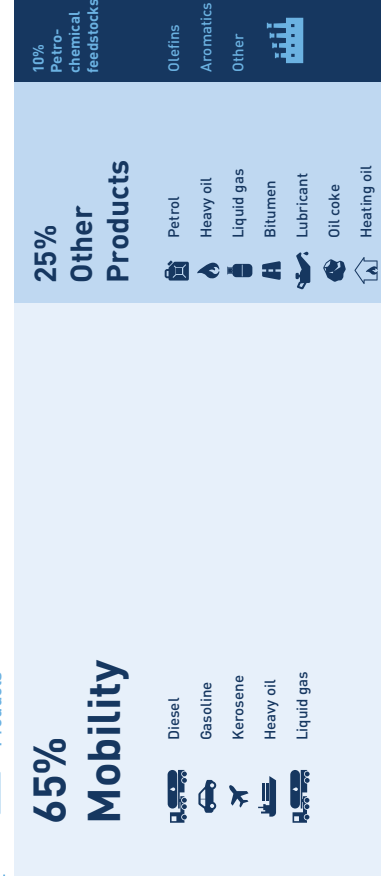 65%
Mobility
Diesel
Gasoline
Kerosene
Heavy oil
Liquid gas
25%
Other
Products
Petrol
Heavy oil
Liquid gas
Bitumen
Lubricant
Oil coke
Heating oil
10%
Petro-
chemical
feedstocks
Olefins
Aromatics
Other